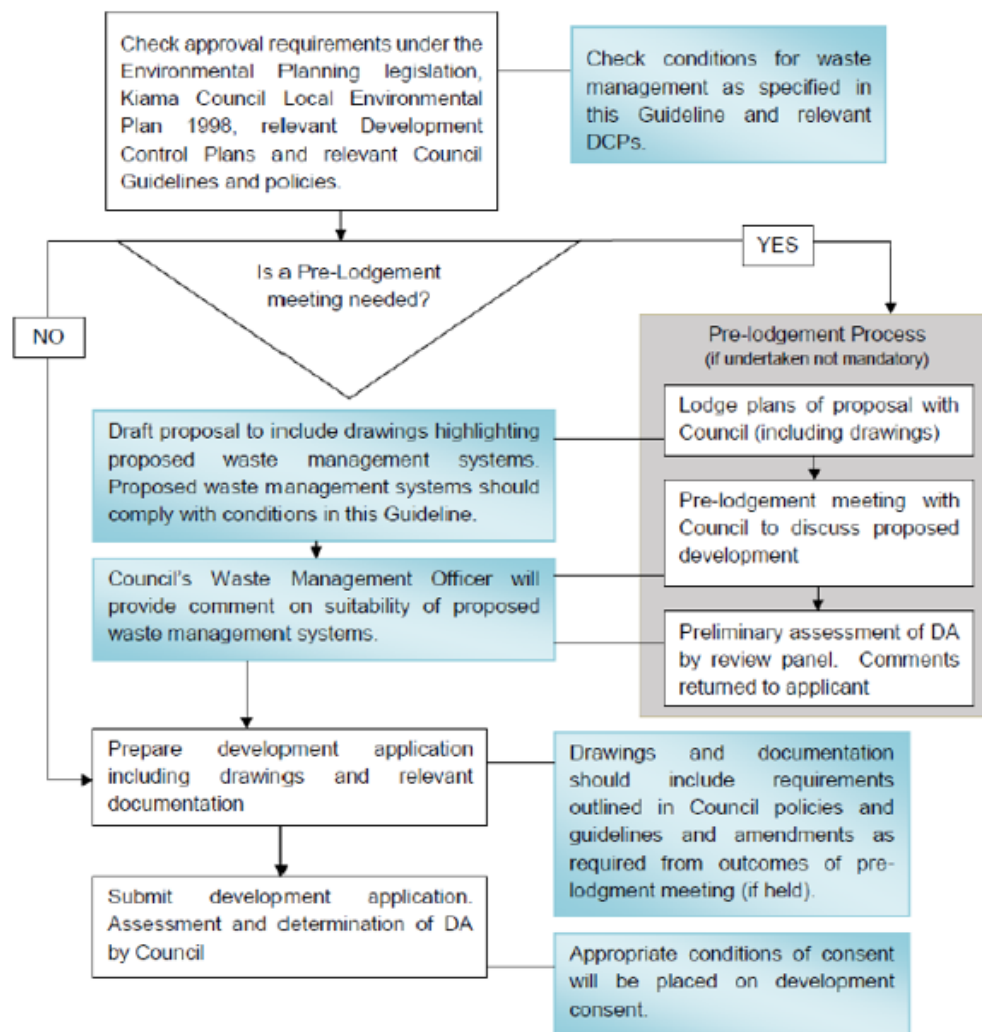 Check approval requirements under the
Environmental Planning legislation,
Kiama Council Local Environmental
Plan 1998, relevant Development
Control Plans and relevant Council
Guidelines and policies.
Check conditions for waste
management as specified in
this Guideline and relevant
DCPs.
Is a Pre-Lodgement
meeting needed?
YES
NO
Pre-lodgement Process
(if undertaken not mandatory)
Lodge plans of proposal with
Council (including drawings)
Draft proposal to include drawings highlighting
proposed waste management systems.
Proposed waste management systems should
comply with conditions in this Guideline.
Pre-lodgement meeting with
Council to discuss proposed
development
Council's Waste Management Officer will
provide comment on suitability of proposed
waste management systems.
Preliminary assessment of DA
by review panel. Comments
returned to applicant
Prepare development application
including drawings and relevant
documentation
Drawings and documentation
should include requirements
outlined in Council policies and
guidelines and amendments as
required from outcomes of pre-
lodgment meeting (if held).
Submit development application.
Assessment and determination of DA
by Council
Appropriate conditions of consent
will be placed on development
consent.